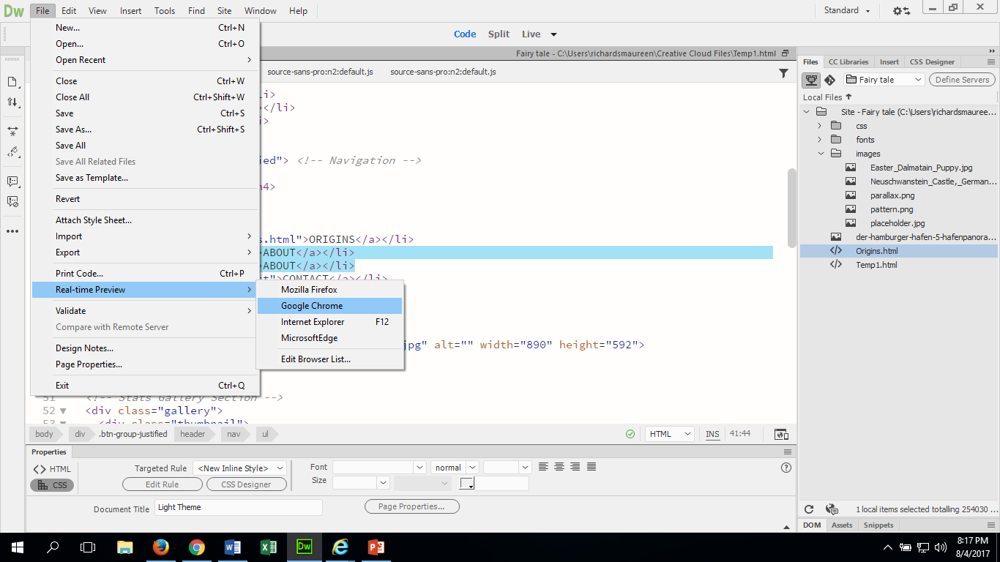 Dw File Edit View Insert Tools Find Site Window Help Standard
New... Ctrl+N
Open... Ctrl+O
Open Recent
Close Ctrl+W
Close All Ctrl+Shift+W
Save Ctrl+S
Save As... Ctrl+Shift+S
Save All
Save All Related Files
Save as Template...
Revert
Attach Style Sheet...
Import
Export
Print Code... Ctrl+P
Real-time Preview
Validate
Compare with Remote Server
Design Notes...
Page Properties...
Exit Ctrl+Q
Mozilla Firefox
Google Chrome
Internet Explorer F12
MicrosoftEdge
Edit Browser List...
Code Split Live
Fairy tale - C:\Users\richardsmaureen\Creative Cloud Files\Temp1.html
source-sans-pro:n2:default.js source-sans-pro:n2:default.js
li>
></li>
i>
ied"> <!-- Navigation -->
h4>
s.html">ORIGINS</a></li>
>ABOUT</a></li>
>ABOUT</a></li>
t">CONTACT</a></li>
jpg" alt="" width="890" height="592">
51 <!-- Stats Gallery Section -->
52 <div class="gallery">
53 <div class="thumbnail">
body div .btn-group-justified header nav ul HTML INS 41:44
Properties
HTML
CSS
Targeted Rule <New Inline Style>
Edit Rule CSS Designer
Font normal
Size
Document Title Light Theme Page Properties...
Files CC Libraries Insert CSS Designer
Fairy tale Define Servers
Local Files
Site - Fairy tale (C:\Users\richardsmauree...
css
fonts
images
Easter_Dalmatain_Puppy.jpg
Neuschwanstein_Castle,_German...
parallax.png
pattern.png
placeholder.jpg
der-hamburger-hafen-5-hafenpanora...
Origins.html
Temp1.html
1 local items selected totalling 254030 ...
DOM Assets Snippets
Dw
8:17 PM
8/4/2017